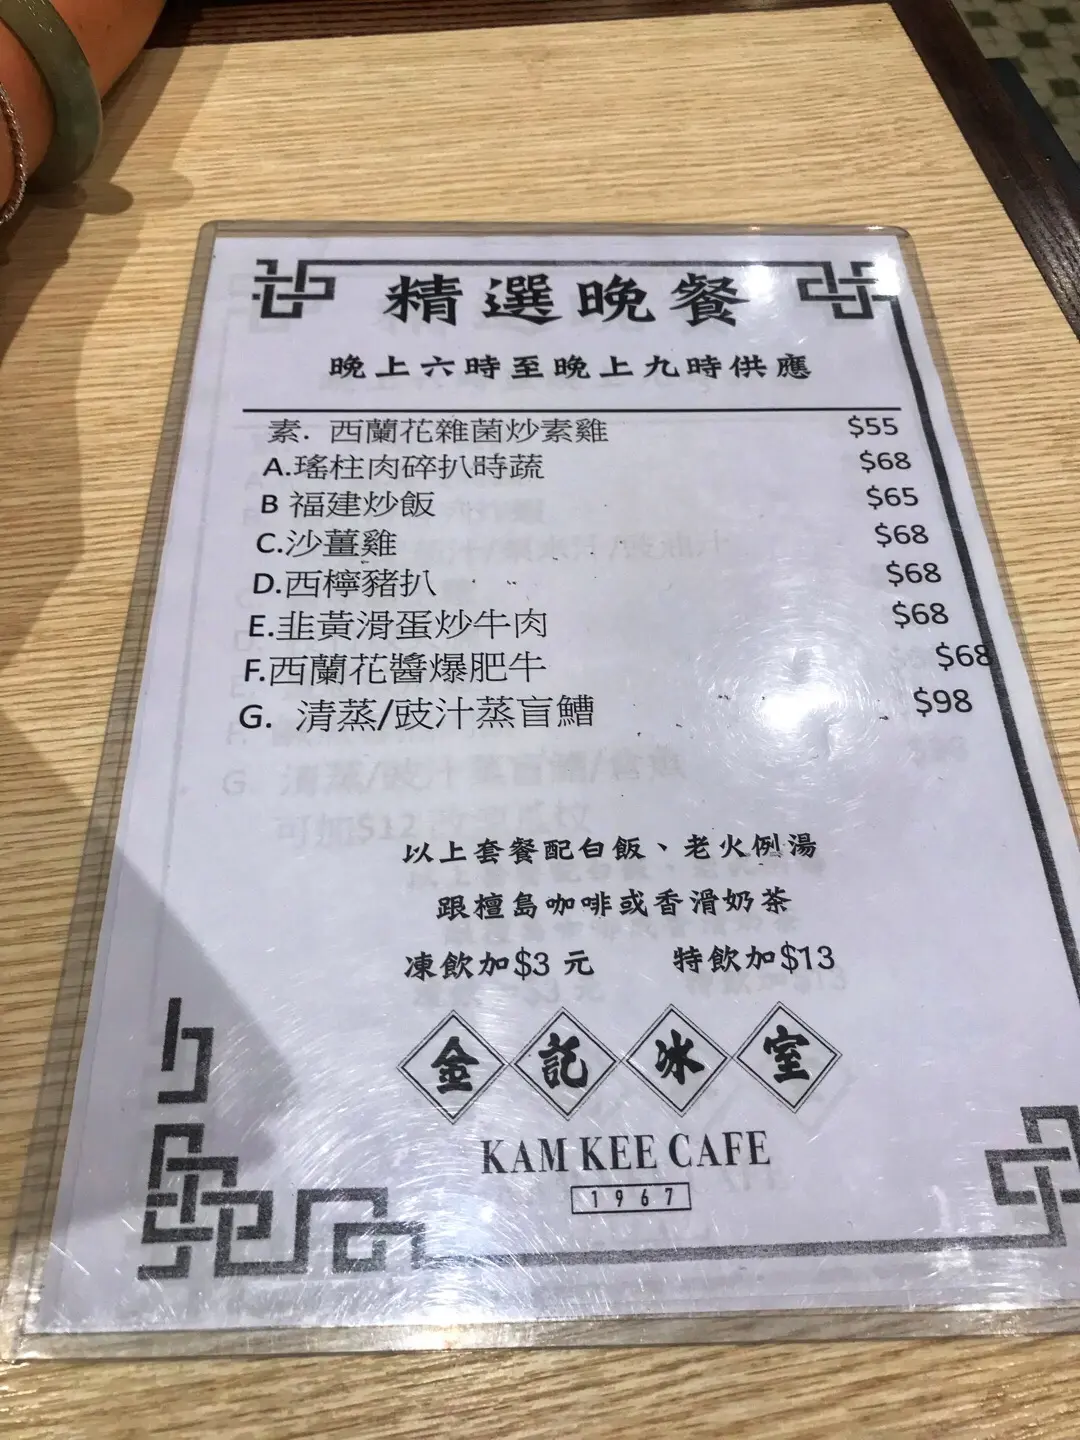 精選晚餐
晚上六時至晚上九時供應
素. 西蘭花雜菌炒素雞 $55
A.瑤柱肉碎扒時蔬 $68
B 福建炒飯 $65
C.沙薑雞 $68
D.西檸豬扒 $68
E.韭黃滑蛋炒牛肉 $68
F.西蘭花醬爆肥牛 $68
G. 清蒸/豉汁蒸盲鰽 $98
以上套餐配白飯、老火例湯
跟檀島咖啡或香滑奶茶
凍飲加$3 元 特飲加$13
金記冰室
KAM KEE CAFE
1967